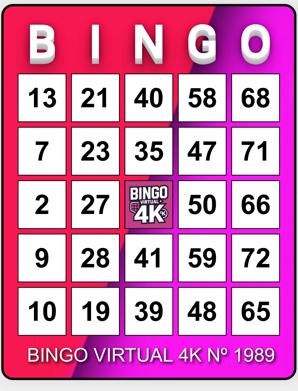 BINGO
13 21 40 58 68
7 23 35 47 71
2 27 BINGO VIRTUAL 4K 50 66
9 28 41 59 72
10 19 39 48 65
BINGO VIRTUAL 4K Nº 1989